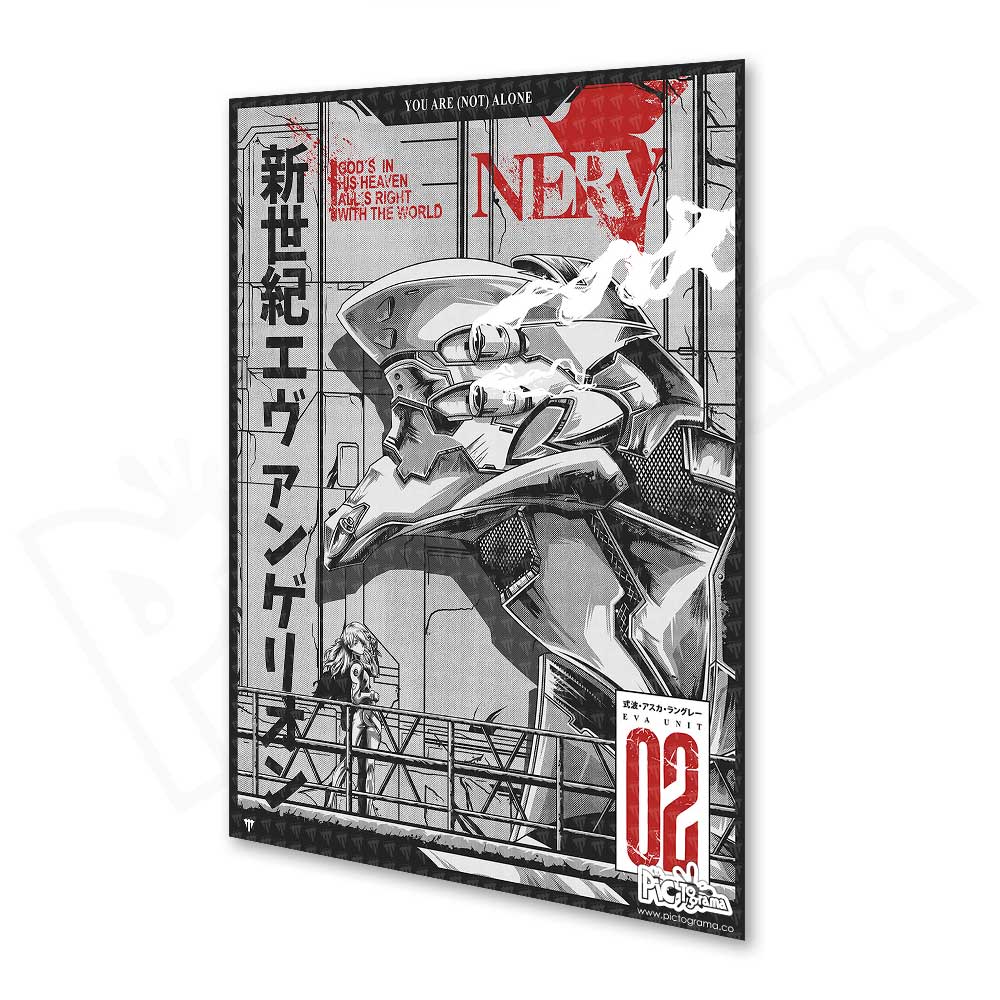 YOU ARE (NOT) ALONE
新世紀エヴァンゲリオン
GOD'S IN
HIS HEAVEN
ALL'S RIGHT
WITH THE WORLD
NERV
式波・アスカ・ラングレー
EVA UNIT
02
PiCTograma
www.pictograma.co
PiCTograma